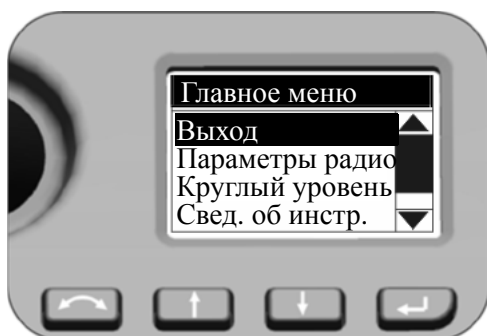 Главное меню
Выход
Параметры радио
Круглый уровень
Свед. об инстр.